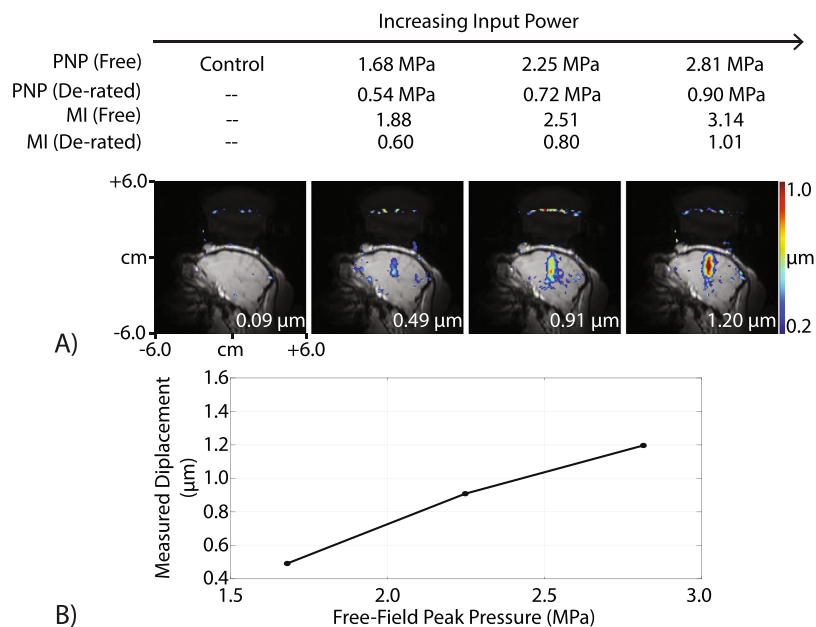 Increasing Input Power
PNP (Free) Control 1.68 MPa 2.25 MPa 2.81 MPa
PNP (De-rated) -- 0.54 MPa 0.72 MPa 0.90 MPa
MI (Free) -- 1.88 2.51 3.14
MI (De-rated) -- 0.60 0.80 1.01
+6.0
cm
-6.0
0.09 µm 0.49 µm 0.91 µm 1.20 µm
1.0
µm
0.2
A)
-6.0 cm +6.0
Measured Diplacement
(µm)
1.6
1.4
1.2
1.0
0.8
0.6
0.4
1.5 2.0 2.5 3.0
Free-Field Peak Pressure (MPa)
B)